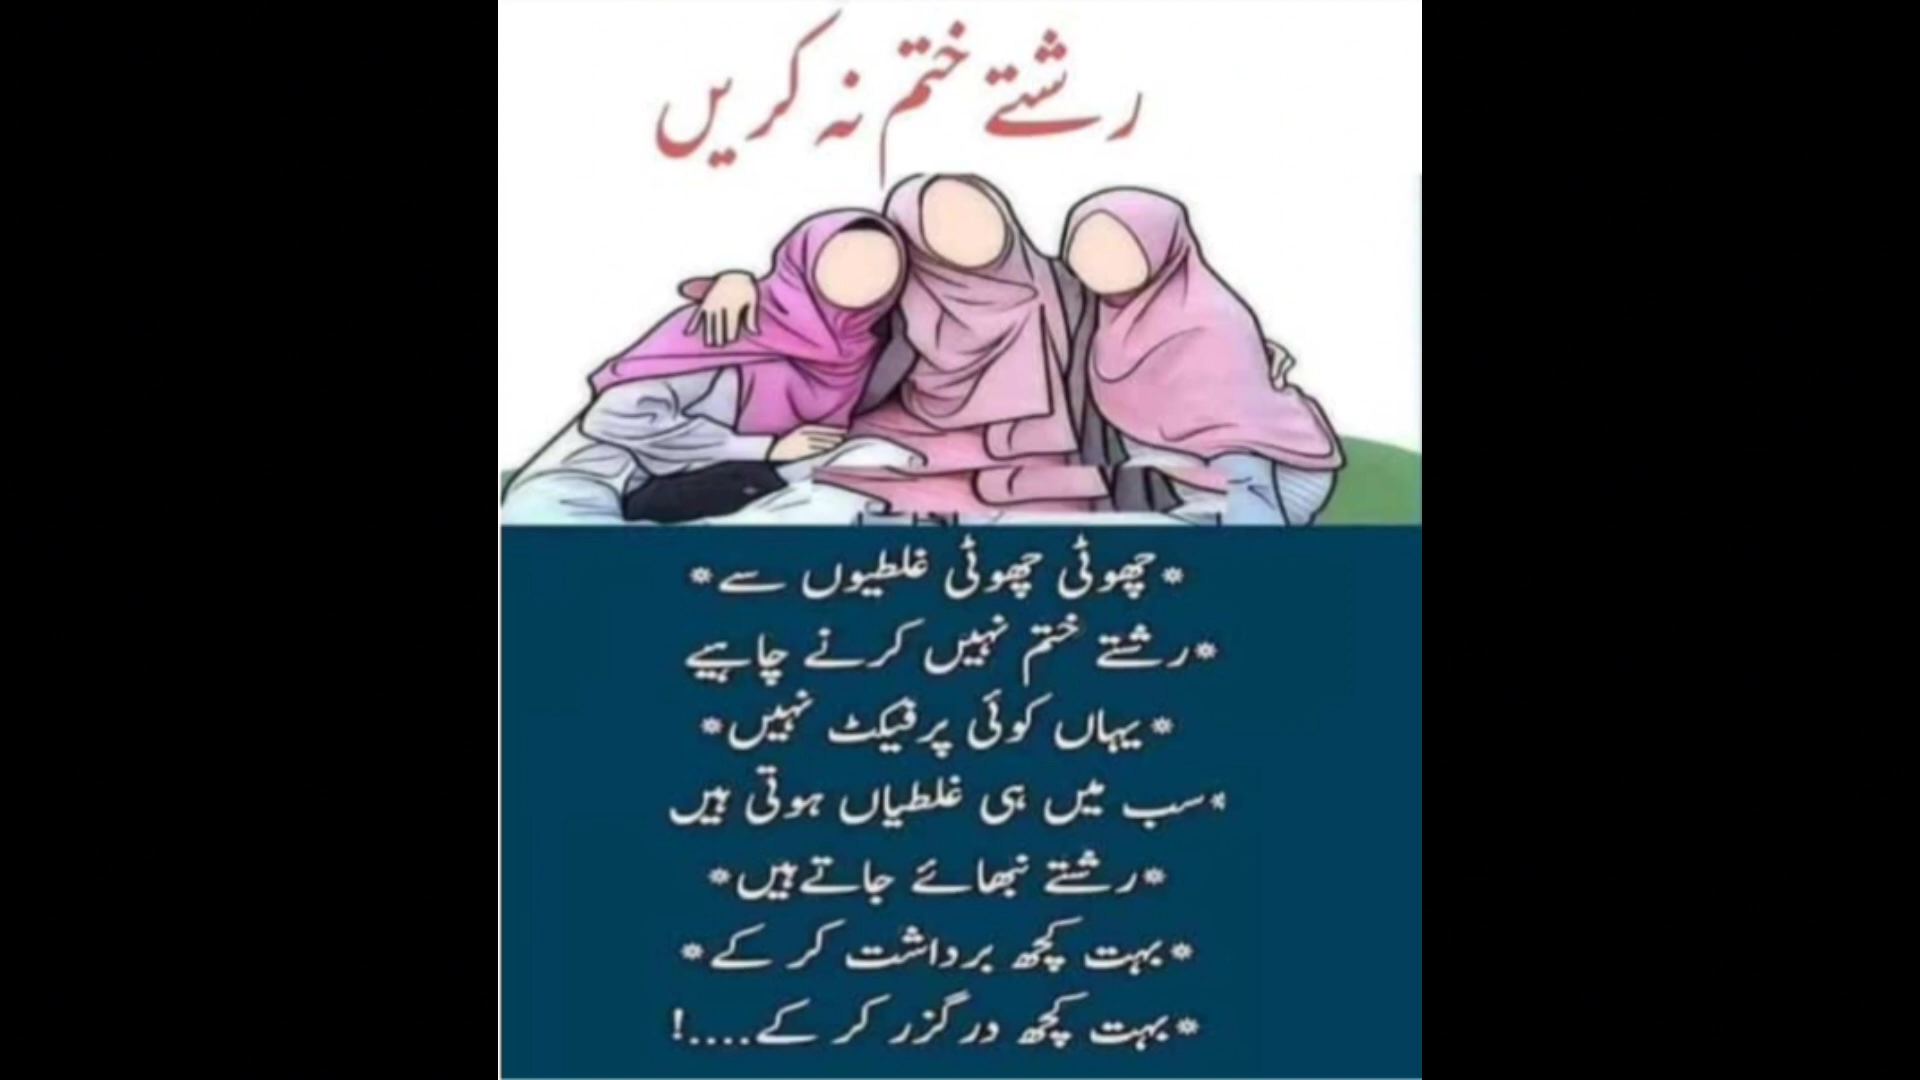 رشتے ختم نہ کریں
*چھوٹی چھوٹی غلطیوں سے*
*رشتے ختم نہیں کرنے چاہیے
*یہاں کوئی پرفیکٹ نہیں*
*سب میں ہی غلطیاں ہوتی ہیں
*رشتے نبھائے جاتے ہیں*
*بہت کچھ برداشت کر کے*
*بہت کچھ درگزر کر کے....!